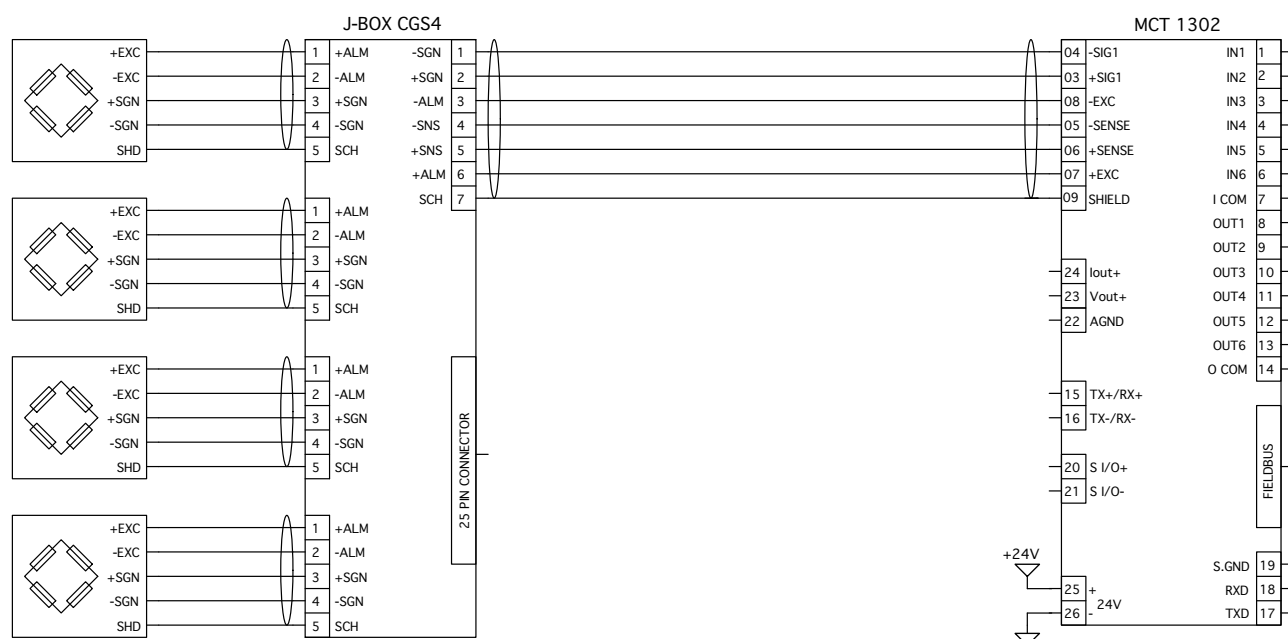 J-BOX CGS4
MCT 1302
+EXC 1 +ALM -SGN 1 04 -SIG1 IN1 1
-EXC 2 -ALM +SGN 2 03 +SIG1 IN2 2
+SGN 3 +SGN -ALM 3 08 -EXC IN3 3
-SGN 4 -SGN -SNS 4 05 -SENSE IN4 4
SHD 5 SCH +SNS 5 06 +SENSE IN5 5
+ALM 6 07 +EXC IN6 6
SCH 7 09 SHIELD I COM 7
+EXC 1 +ALM
-EXC 2 -ALM
+SGN 3 +SGN
-SGN 4 -SGN
SHD 5 SCH
OUT1 8
OUT2 9
24 Iout+ OUT3 10
23 Vout+ OUT4 11
22 AGND OUT5 12
OUT6 13
O COM 14
+EXC 1 +ALM
-EXC 2 -ALM
+SGN 3 +SGN
-SGN 4 -SGN
SHD 5 SCH
25 PIN CONNECTOR
15 TX+/RX+
16 TX-/RX-
20 S I/O+
21 S I/O-
FIELDBUS
+EXC 1 +ALM
-EXC 2 -ALM
+SGN 3 +SGN
-SGN 4 -SGN
SHD 5 SCH
+24V
25 +
24V
26 -
S.GND 19
RXD 18
TXD 17